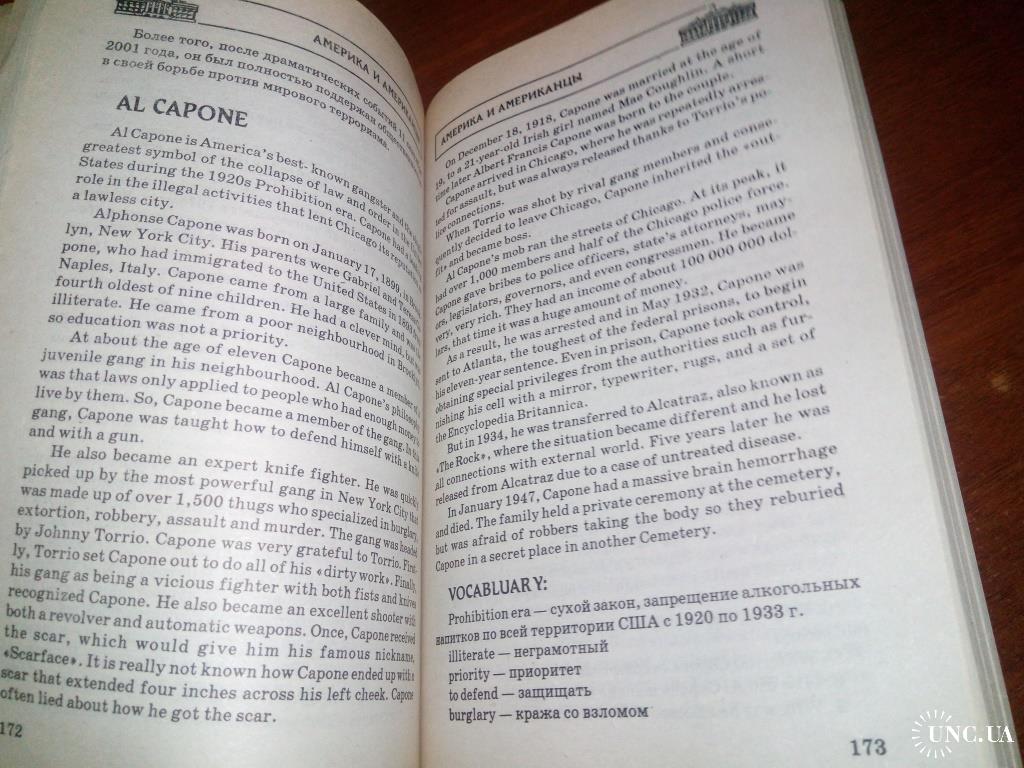 АМЕРИКА И АМЕРИКА
Более того, после драматических событий 11
2001 года, он был полностью поддержан
в своей борьбе против мирового терроризма.
AL CAPONE
Al Capone is America's best- known gangster and the
greatest symbol of the collapse of law and order in the
States during the 1920s Prohibition era. Capone had a
role in the illegal activities that lent Chicago its reputation
a lawless city.
Alphonse Capone was born on January 17, 1899, in
lyn, New York City. His parents were Gabriel and
pone, who had immigrated to the United States in 1893
Naples, Italy. Capone came from a large family and was
fourth oldest of nine children. He had a clever mind, but
illiterate. He came from a poor neighbourhood in
so education was not a priority.
At about the age of eleven Capone became a member of
juvenile gang in his neighbourhood. Al Capone's philosophy
was that laws only applied to people who had enough money to
live by them. So, Capone became a member of the gang. In this
gang, Capone was taught how to defend himself with a knife
and with a gun.
He also became an expert knife fighter. He was quickly
picked up by the most powerful gang in New York City that
was made up of over 1,500 thugs who specialized in burglary,
extortion, robbery, assault and murder. The gang was headed
by Johnny Torrio. Capone was very grateful to Torrio. First-
ly, Torrio set Capone out to do all of his «dirty work». Finally,
his gang as being a vicious fighter with both fists and knives
recognized Capone. He also became an excellent shooter with
both a revolver and automatic weapons. Once, Capone received
the scar, which would give him his famous nickname,
«Scarface». It is really not known how Capone ended up with a
scar that extended four inches across his left cheek. Capone
often lied about how he got the scar.
172
АМЕРИКА И АМЕРИКАНЦЫ
On December 18, 1918, Capone was married at the age of
19, to a 21-year-old Irish girl named Mae Coughlin. A short
time later Albert Francis Capone was born to the couple.
Capone arrived in Chicago, where he was repeatedly arres-
ted for assault, but was always released thanks to Torrio's po-
lice connections.
When Torrio was shot by rival gang members and conse-
quently decided to leave Chicago, Capone inherited the «out-
fit» and became boss.
Al Capone's mob ran the streets of Chicago. At its peak, it
had over 1,000 members and half of the Chicago police force.
Capone gave bribes to police officers, state's attorneys, may-
ors, legislators, governors, and even congressmen. He became
very, very rich. They had an income of about 100 000 000 dol-
lars, that time it was a huge amount of money.
As a result, he was arrested and in May 1932, Capone was
sent to Atlanta, the toughest of the federal prisons, to begin
his eleven-year sentence. Even in prison, Capone took control,
obtaining special privileges from the authorities such as fur-
nishing his cell with a mirror, typewriter, rugs, and a set of
the Encyclopedia Britannica.
But in 1934, he was transferred to Alcatraz, also known as
«The Rock», where the situation became different and he lost
all connections with external world. Five years later he was
released from Alcatraz due to a case of untreated disease.
In January 1947, Capone had a massive brain hemorrhage
and died. The family held a private ceremony at the cemetery,
but was afraid of robbers taking the body so they reburied
Capone in a secret place in another Cemetery.
VOCABLUARY:
Prohibition era — сухой закон, запрещение алкогольных
напитков по всей территории США с 1920 по 1933 г.
illiterate — неграмотный
priority — приоритет
to defend — защищать
burglary — кража со взломом
173
UNC.UA